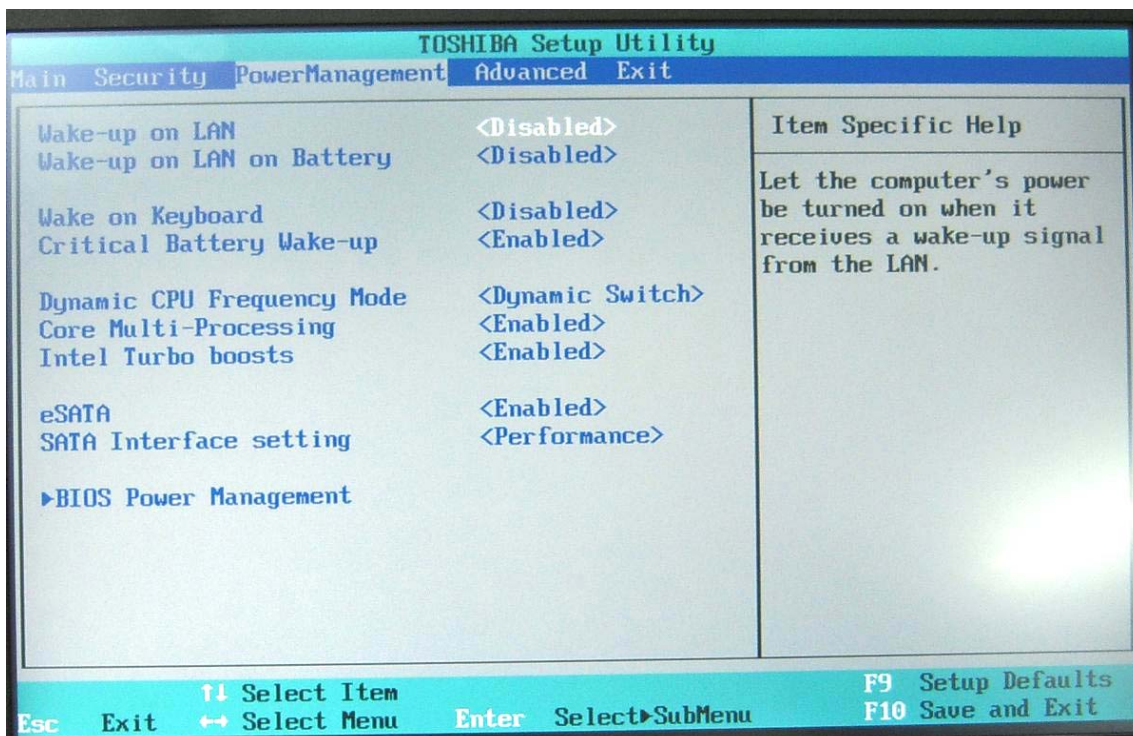 TOSHIBA Setup Utility
Main Security PowerManagement Advanced Exit
Wake-up on LAN <Disabled>
Wake-up on LAN on Battery <Disabled>
Wake on Keyboard <Disabled>
Critical Battery Wake-up <Enabled>
Dynamic CPU Frequency Mode <Dynamic Switch>
Core Multi-Processing <Enabled>
Intel Turbo boosts <Enabled>
eSATA <Enabled>
SATA Interface setting <Performance>
▶BIOS Power Management
Item Specific Help
Let the computer's power
be turned on when it
receives a wake-up signal
from the LAN.
↑↓ Select Item F9 Setup Defaults
Esc Exit ↔ Select Menu Enter Select▶SubMenu F10 Save and Exit